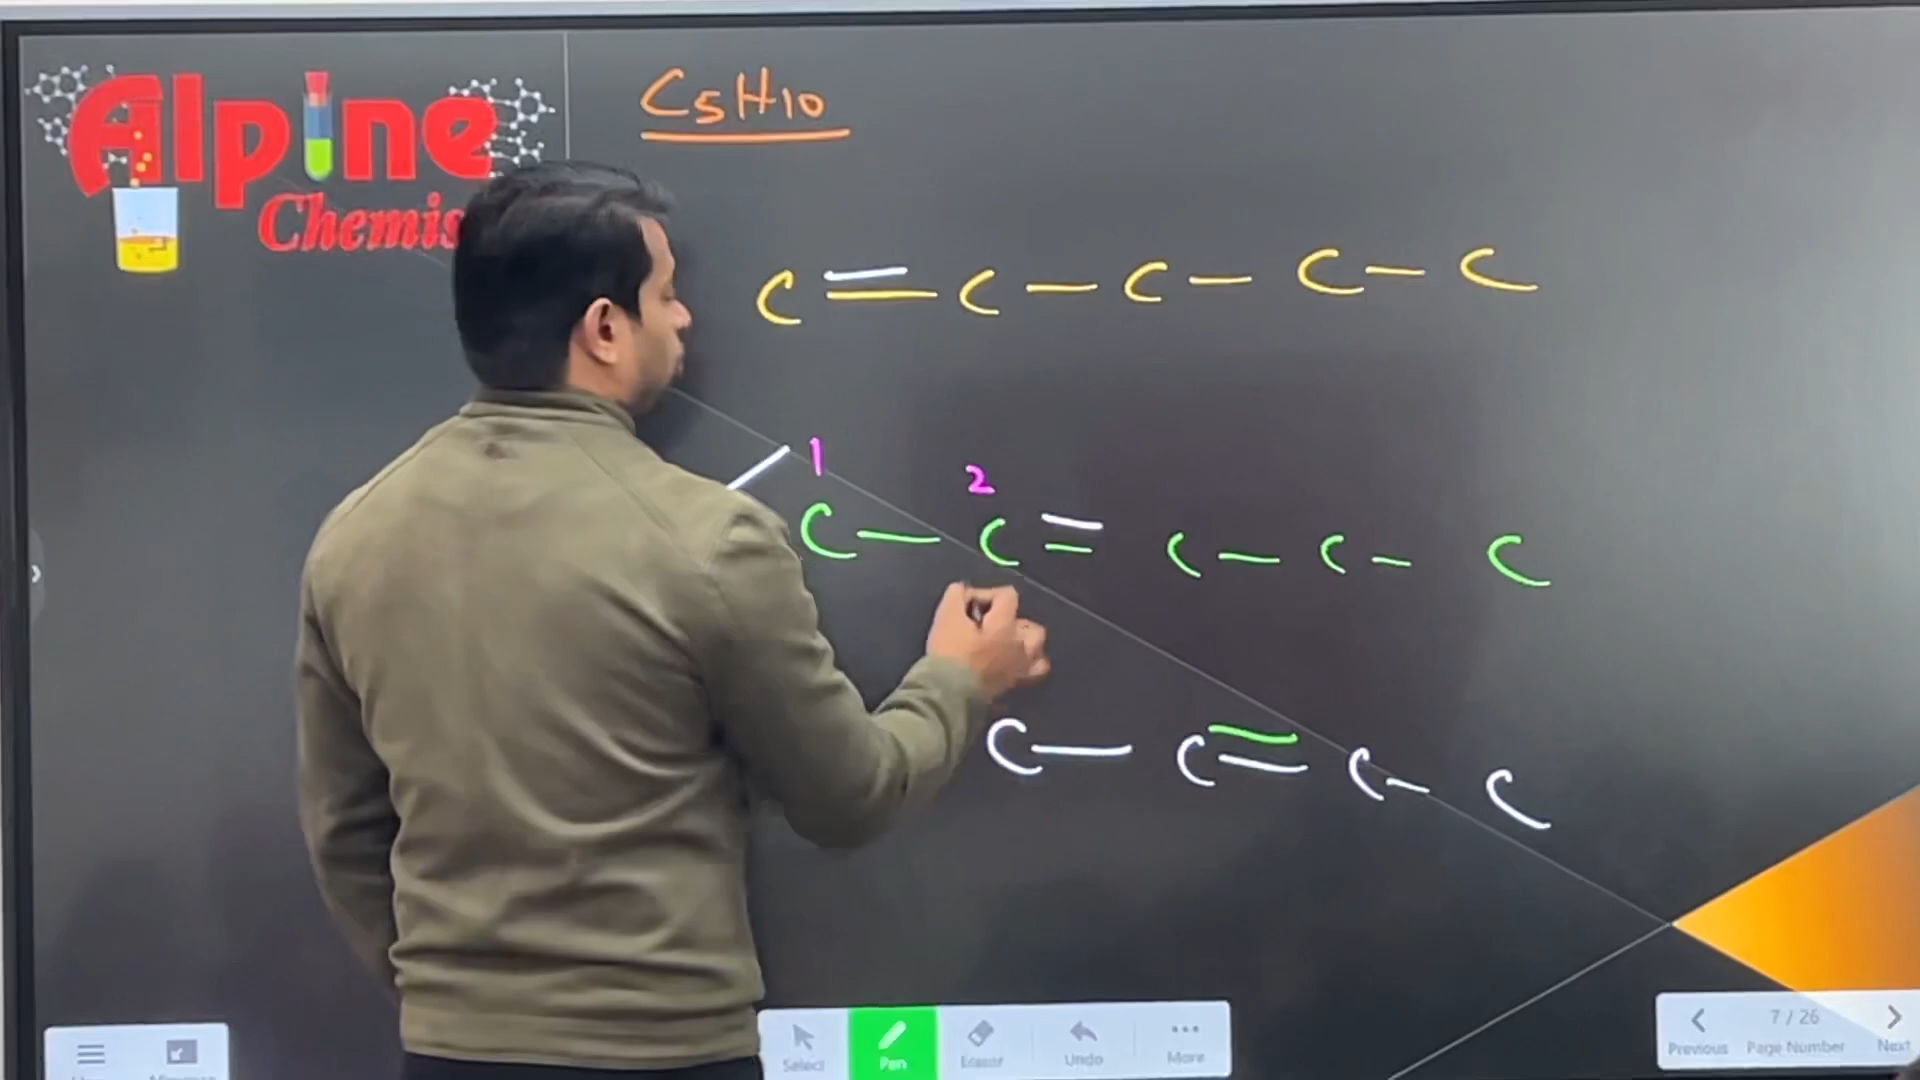 Alpine
Chemis
C5H10
C = C - C - C - C
1 2
C - C = C - C C
C - C = C - C
Select Pen Eraser Undo More
Previous 7 / 26 Page Number Next